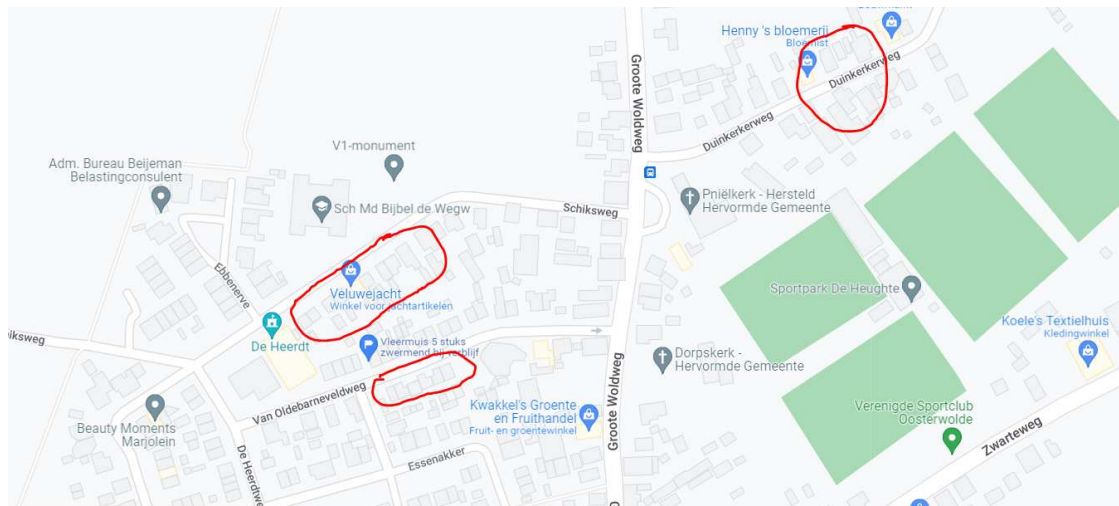 Henny 's bloemerij
Bloemist
Duinkerkerweg
Groote Woldweg
Duinkerkerweg
V1-monument
Adm. Bureau Beijeman
Belastingconsulent
Sch Md Bijbel de Wegw
Schiksweg
Pniëlkerk - Hersteld
Hervormde Gemeente
Ebbenerve
Veluwejacht
Winkel voor jachtartikelen
Sportpark De Heughte
Koele's Textielhuis
Kledingwinkel
De Heerdt
Vleermuis 5 stuks
zwermend bij verblijf
Dorpskerk -
Hervormde Gemeente
Groote Woldweg
Van Oldebarneveldweg
Kwakkel's Groente
en Fruithandel
Fruit- en groentewinkel
Verenigde Sportclub
Oosterwolde
Zwarteweg
Beauty Moments
Marjolein
De Heerdtw
Essenakker